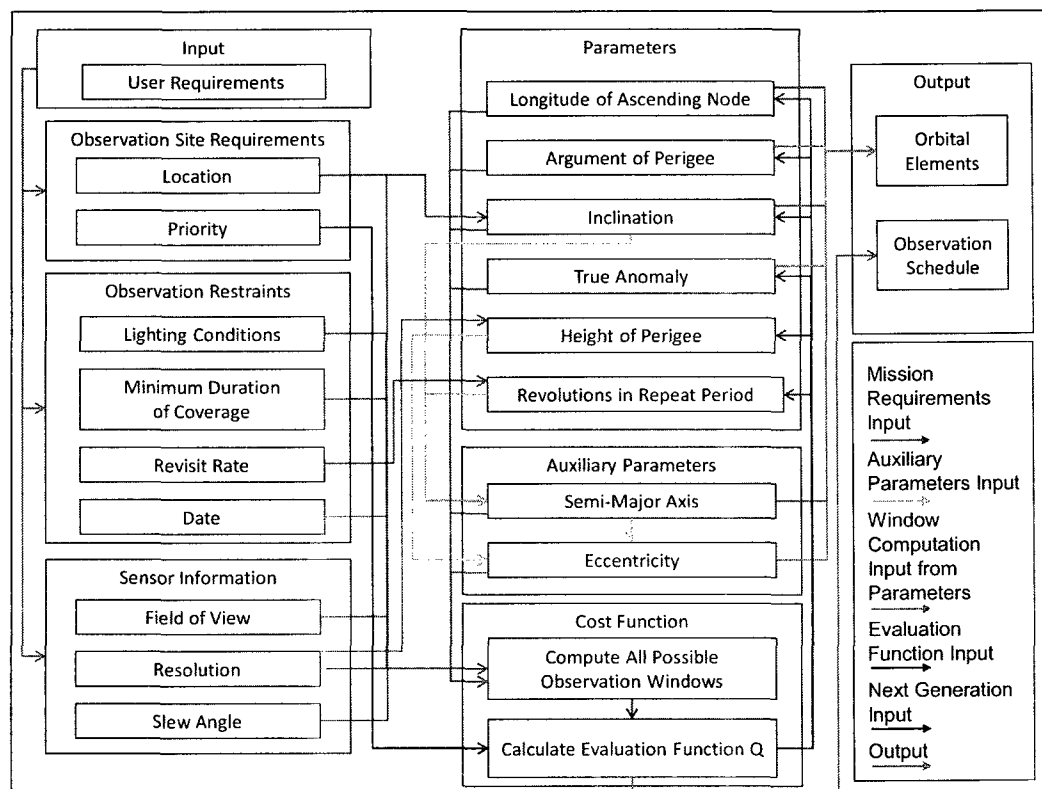 Input
User Requirements
Observation Site Requirements
Location
Priority
Observation Restraints
Lighting Conditions
Minimum Duration
of Coverage
Revisit Rate
Date
Sensor Information
Field of View
Resolution
Slew Angle
Parameters
Longitude of Ascending Node
Argument of Perigee
Inclination
True Anomaly
Height of Perigee
Revolutions in Repeat Period
Auxiliary Parameters
Semi-Major Axis
Eccentricity
Cost Function
Compute All Possible
Observation Windows
Calculate Evaluation Function Q
Output
Orbital
Elements
Observation
Schedule
Mission
Requirements
Input
Auxiliary
Parameters Input
Window
Computation
Input from
Parameters
Evaluation
Function Input
Next Generation
Input
Output